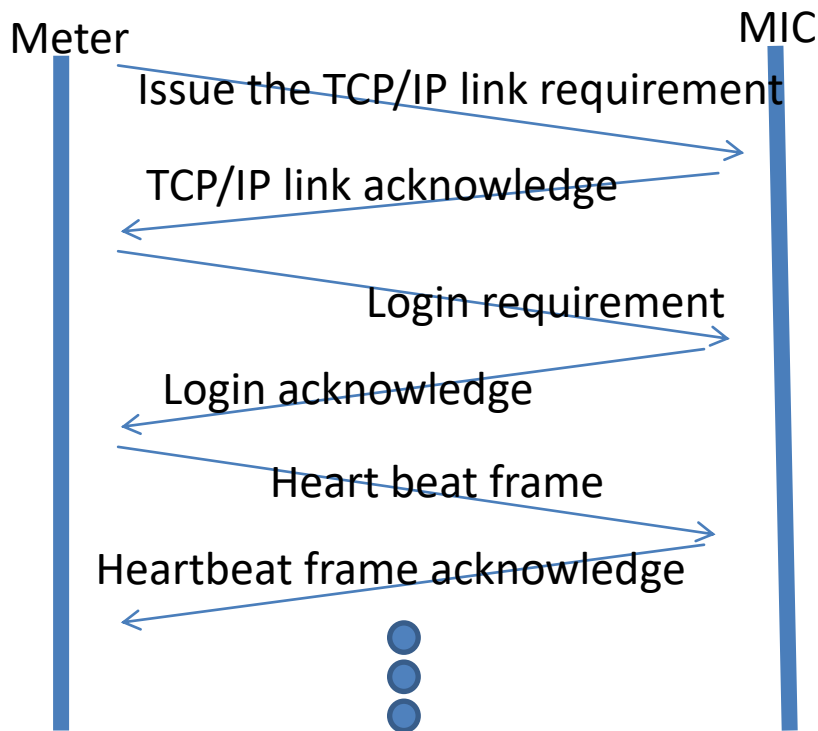 Meter
MIC
Issue the TCP/IP link requirement
TCP/IP link acknowledge
Login requirement
Login acknowledge
Heart beat frame
Heartbeat frame acknowledge